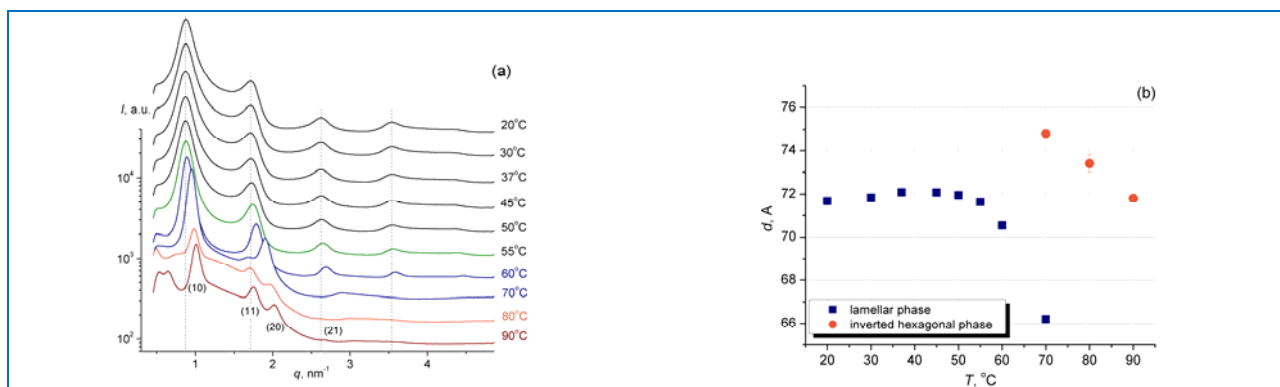 (a)
I, a.u.
10⁴
10³
10²
20°C
30°C
37°C
45°C
50°C
55°C
60°C
70°C
80°C
90°C
(10)
(11)
(20)
(21)
1 2 3 4
q, nm⁻¹
(b)
76
74
72
70
68
66
d, A
lamellar phase
inverted hexagonal phase
20 30 40 50 60 70 80 90
T, °C